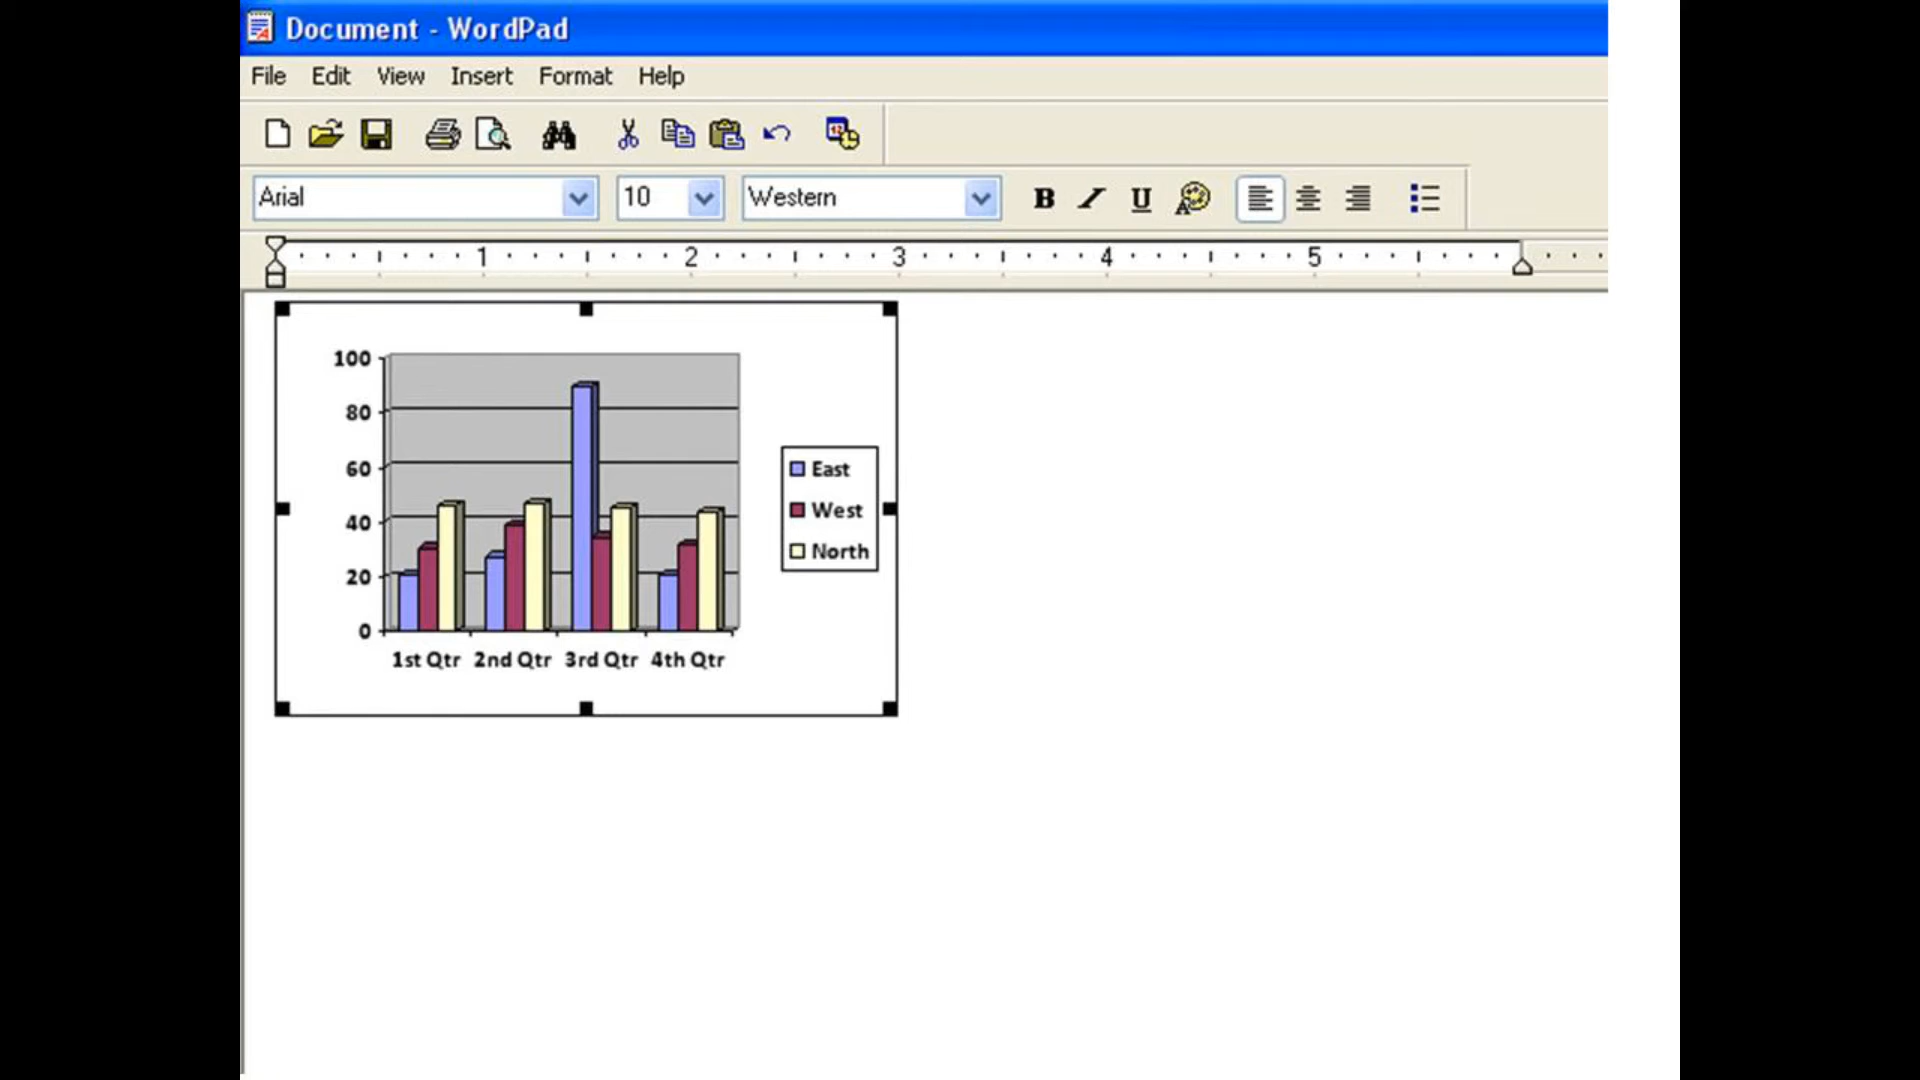 Document - WordPad
File Edit View Insert Format Help
Arial 10 Western B U
1 2 3 4 5
100
80
60
40
20
0
East
West
North
1st Qtr 2nd Qtr 3rd Qtr 4th Qtr